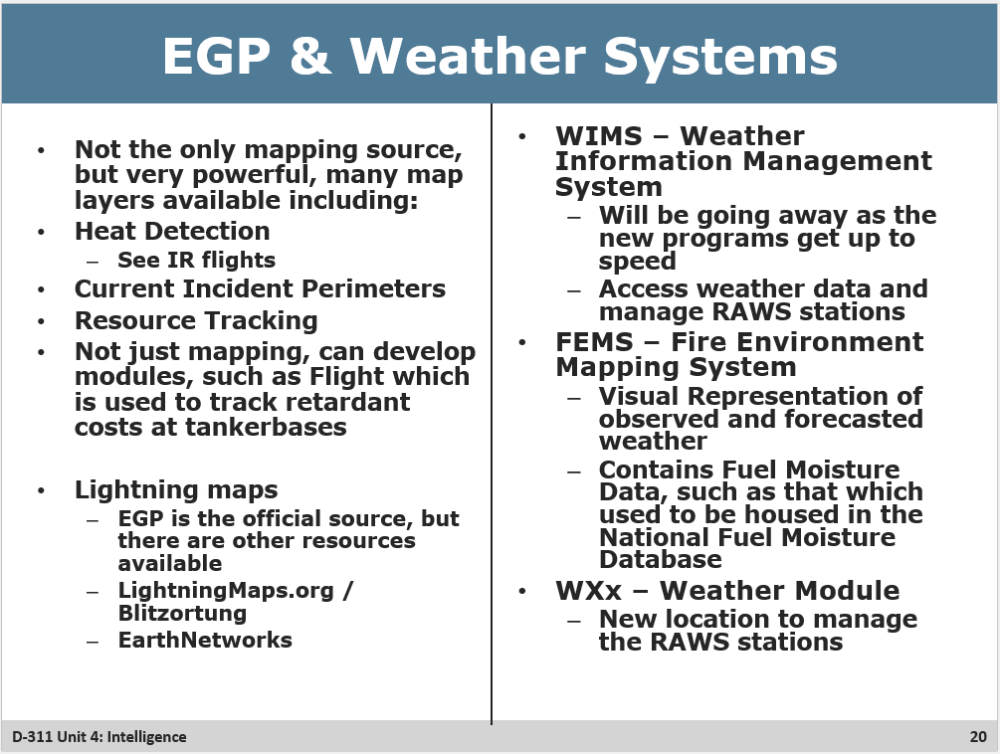 EGP & Weather Systems
• Not the only mapping source,
but very powerful, many map
layers available including:
• Heat Detection
– See IR flights
• Current Incident Perimeters
• Resource Tracking
• Not just mapping, can develop
modules, such as Flight which
is used to track retardant
costs at tankerbases
• Lightning maps
– EGP is the official source, but
there are other resources
available
– LightningMaps.org /
Blitzortung
– EarthNetworks
• WIMS – Weather
Information Management
System
– Will be going away as the
new programs get up to
speed
– Access weather data and
manage RAWS stations
• FEMS – Fire Environment
Mapping System
– Visual Representation of
observed and forecasted
weather
– Contains Fuel Moisture
Data, such as that which
used to be housed in the
National Fuel Moisture
Database
• WXx – Weather Module
– New location to manage
the RAWS stations
D-311 Unit 4: Intelligence
20